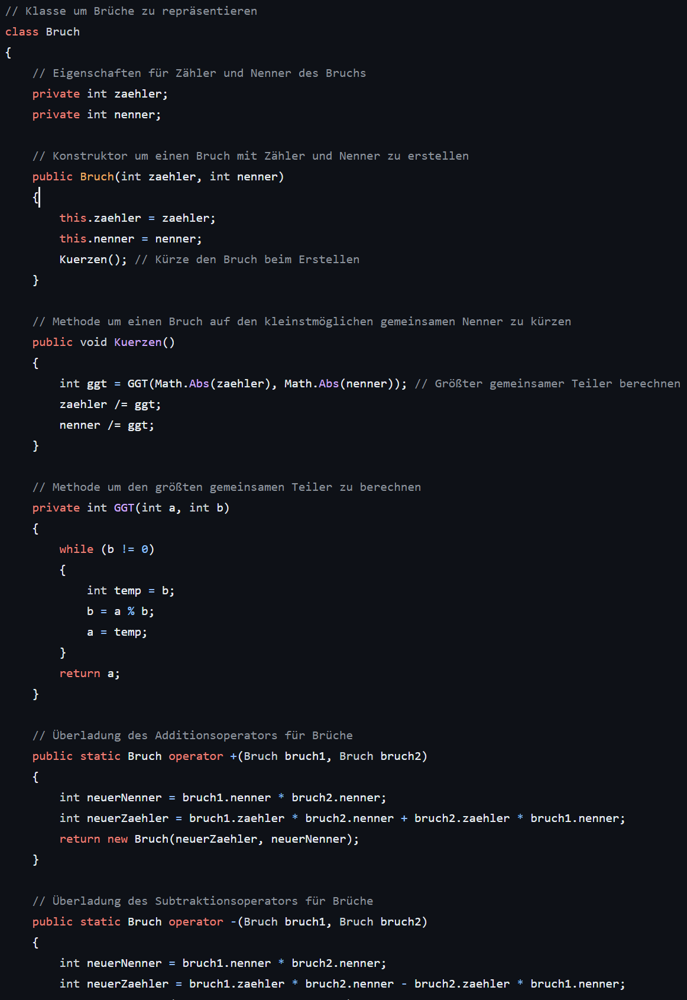 // Klasse um Brüche zu repräsentieren
class Bruch
{
    // Eigenschaften für Zähler und Nenner des Bruchs
    private int zaehler;
    private int nenner;

    // Konstruktor um einen Bruch mit Zähler und Nenner zu erstellen
    public Bruch(int zaehler, int nenner)
    {
        this.zaehler = zaehler;
        this.nenner = nenner;
        Kuerzen(); // Kürze den Bruch beim Erstellen
    }

    // Methode um einen Bruch auf den kleinstmöglichen gemeinsamen Nenner zu kürzen
    public void Kuerzen()
    {
        int ggt = GGT(Math.Abs(zaehler), Math.Abs(nenner)); // Größter gemeinsamer Teiler berechnen
        zaehler /= ggt;
        nenner /= ggt;
    }

    // Methode um den größten gemeinsamen Teiler zu berechnen
    private int GGT(int a, int b)
    {
        while (b != 0)
        {
            int temp = b;
            b = a % b;
            a = temp;
        }
        return a;
    }

    // Überladung des Additionsoperators für Brüche
    public static Bruch operator +(Bruch bruch1, Bruch bruch2)
    {
        int neuerNenner = bruch1.nenner * bruch2.nenner;
        int neuerZaehler = bruch1.zaehler * bruch2.nenner + bruch2.zaehler * bruch1.nenner;
        return new Bruch(neuerZaehler, neuerNenner);
    }

    // Überladung des Subtraktionsoperators für Brüche
    public static Bruch operator -(Bruch bruch1, Bruch bruch2)
    {
        int neuerNenner = bruch1.nenner * bruch2.nenner;
        int neuerZaehler = bruch1.zaehler * bruch2.nenner - bruch2.zaehler * bruch1.nenner;